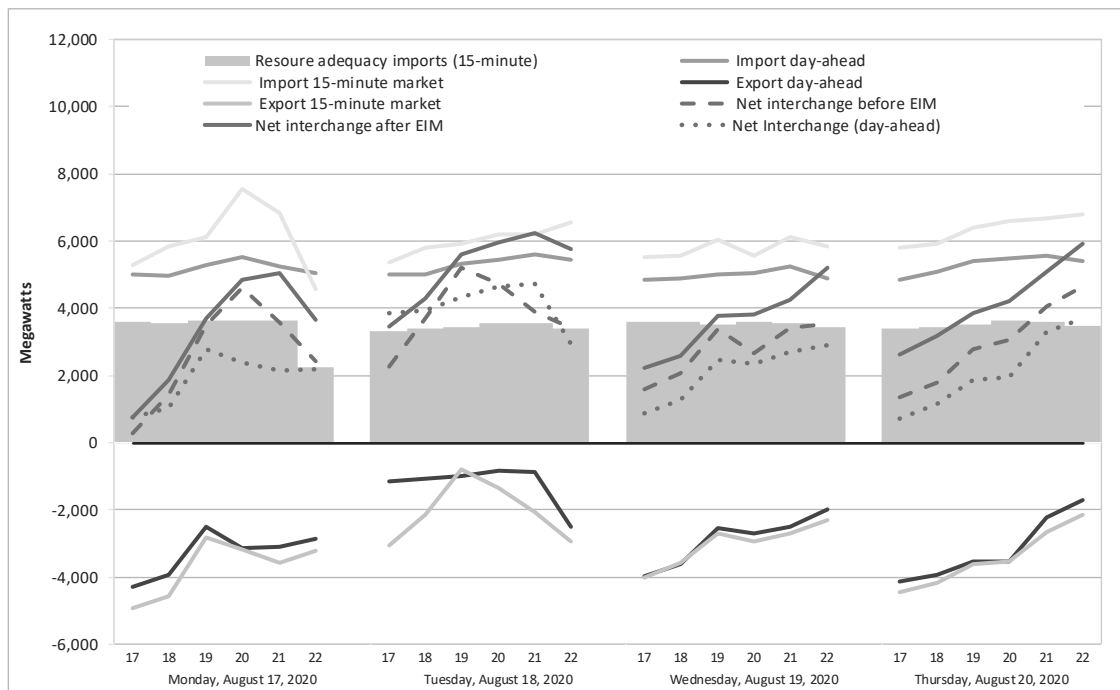 12,000
10,000
8,000
6,000
4,000
2,000
0
-2,000
-4,000
-6,000
Megawatts
Resoure adequacy imports (15-minute)
Import day-ahead
Import 15-minute market
Export day-ahead
Export 15-minute market
Net interchange before EIM
Net interchange after EIM
Net Interchange (day-ahead)
17 18 19 20 21 22 17 18 19 20 21 22 17 18 19 20 21 22 17 18 19 20 21 22
Monday, August 17, 2020 Tuesday, August 18, 2020 Wednesday, August 19, 2020 Thursday, August 20, 2020